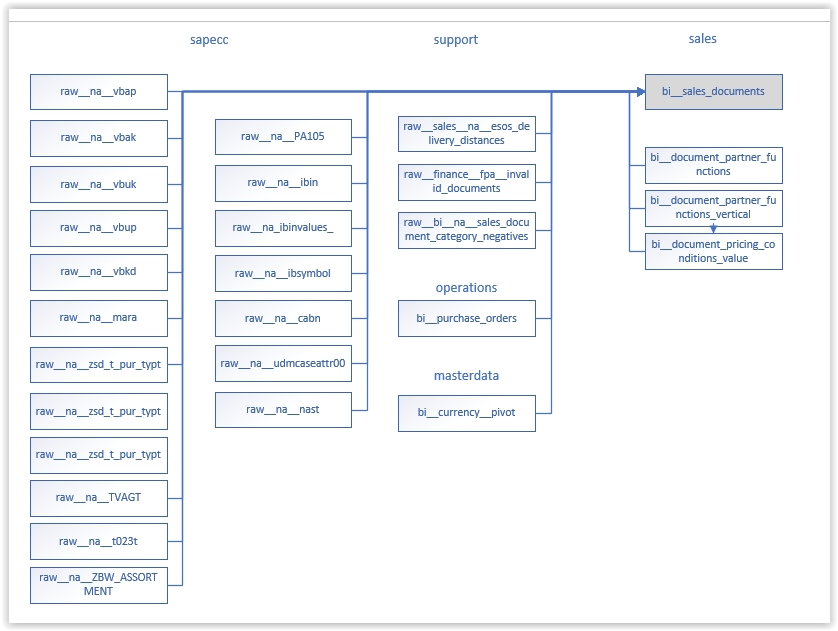 sapecc
support
sales
raw__na__vbap
raw__na__vbak
raw__na__vbuk
raw__na__vbup
raw__na__vbkd
raw__na__mara
raw__na__zsd_t_pur_typt
raw__na__zsd_t_pur_typt
raw__na__zsd_t_pur_typt
raw__na__TVAGT
raw__na__t023t
raw__na__ZBW_ASSORT
MENT
raw__na__PA105
raw__na__ibin
raw__na_ibinvalues_
raw__na__ibsymbol
raw__na__cabn
raw__na__udmcaseattr00
raw__na__nast
raw__sales__na__esos_de
livery_distances
raw__finance__fpa__inval
id_documents
raw__bi__na__sales_docu
ment_category_negatives
operations
bi__purchase_orders
masterdata
bi__currency__pivot
bi__sales_documents
bi__document_partner_fu
nctions
bi__document_partner_fu
nctions_vertical
bi__document_pricing_co
nditions_value